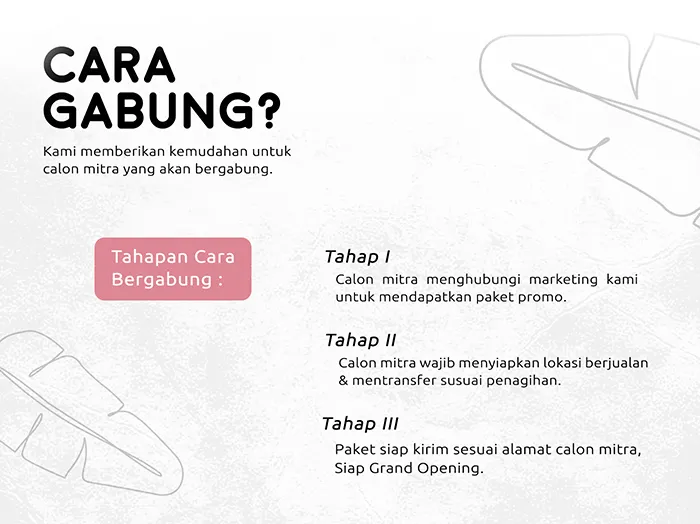 CARA
GABUNG?
Kami memberikan kemudahan untuk
calon mitra yang akan bergabung.
Tahapan Cara
Bergabung :
Tahap I
Calon mitra menghubungi marketing kami
untuk mendapatkan paket promo.
Tahap II
Calon mitra wajib menyiapkan lokasi berjualan
& mentransfer susuai penagihan.
Tahap III
Paket siap kirim sesuai alamat calon mitra,
Siap Grand Opening.